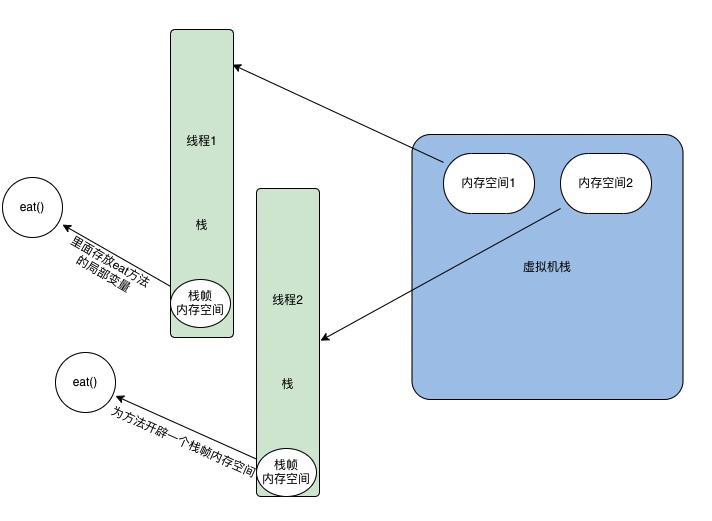 线程1
内存空间1
内存空间2
eat()
栈
里面存放eat方法
的局部变量
虚拟机栈
栈帧
内存空间
线程2
eat()
栈
为方法开辟一个栈帧内存空间
栈帧
内存空间